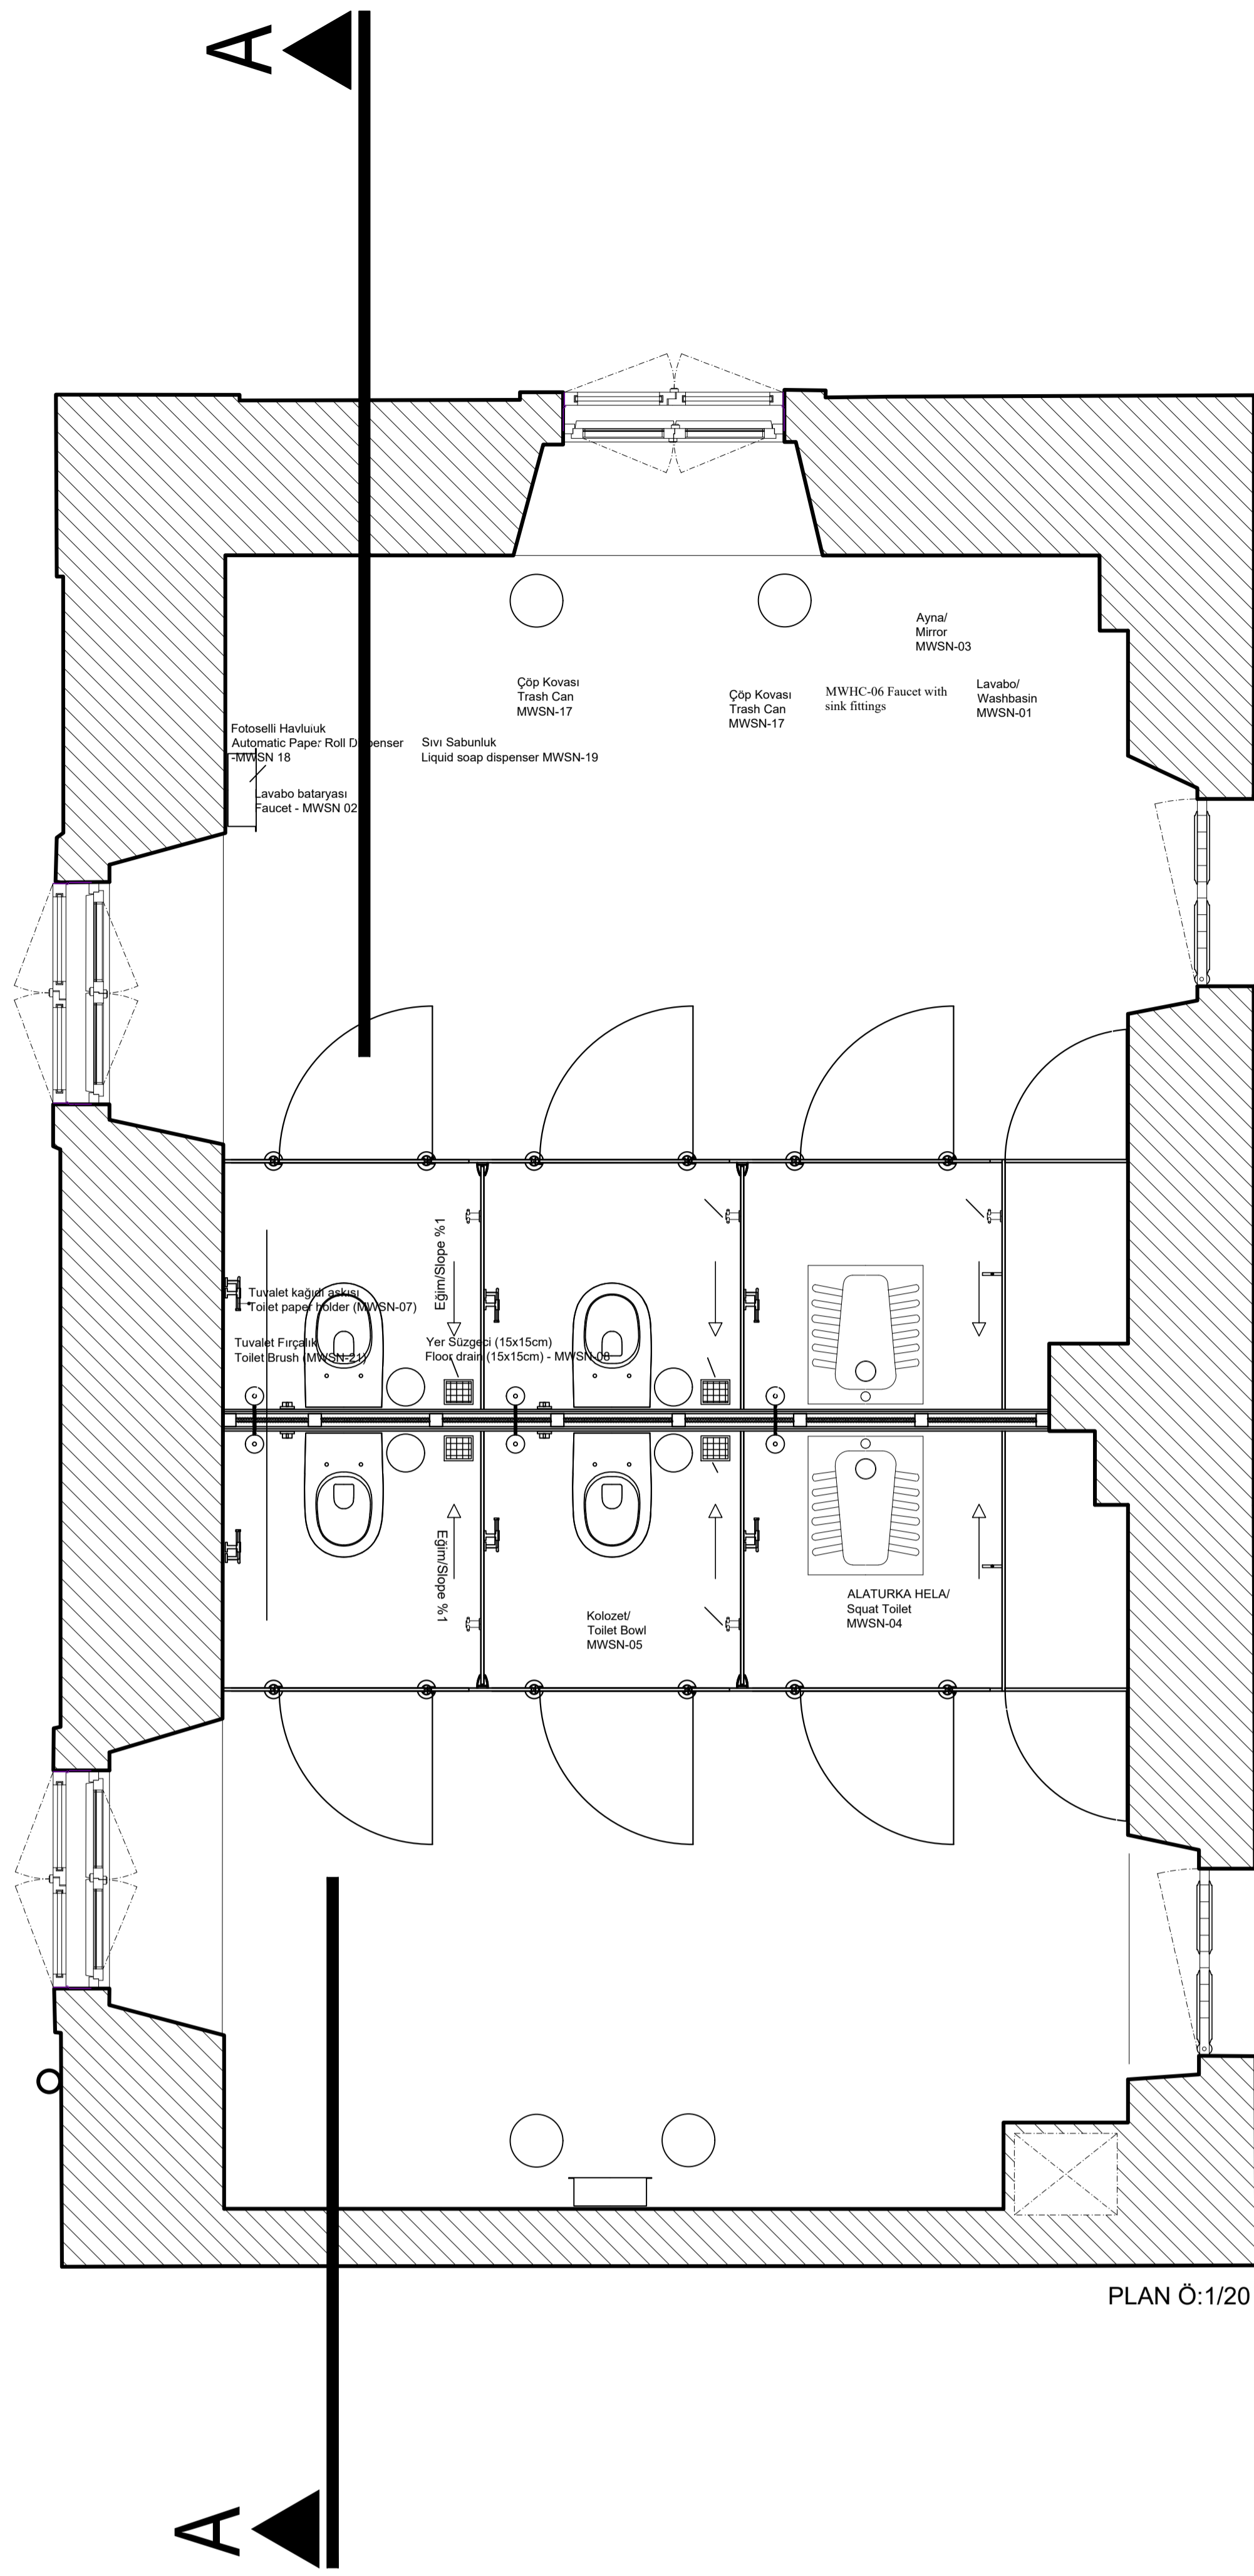 A
Ayna/
Mirror
MWSN-03
Çöp Kovası
Trash Can
MWSN-17
Çöp Kovası
Trash Can
MWSN-17
MWHC-06 Faucet with
sink fittings
Lavabo/
Washbasin
MWSN-01
Fotoselli Havluluk
Automatic Paper Roll Dispenser
-MWSN 18
Sıvı Sabunluk
Liquid soap dispenser MWSN-19
Lavabo bataryası
Faucet - MWSN 02
Eğim/Slope %1
Tuvalet kağıdı askısı
Toilet paper holder (MWSN-07)
Tuvalet Fırçalık
Toilet Brush (MWSN-21)
Yer Süzgeci (15x15cm)
Floor drain (15x15cm) - MWSN-08
Eğim/Slope %1
Kolozet/
Toilet Bowl
MWSN-05
ALATURKA HELA/
Squat Toilet
MWSN-04
PLAN Ö:1/20
A